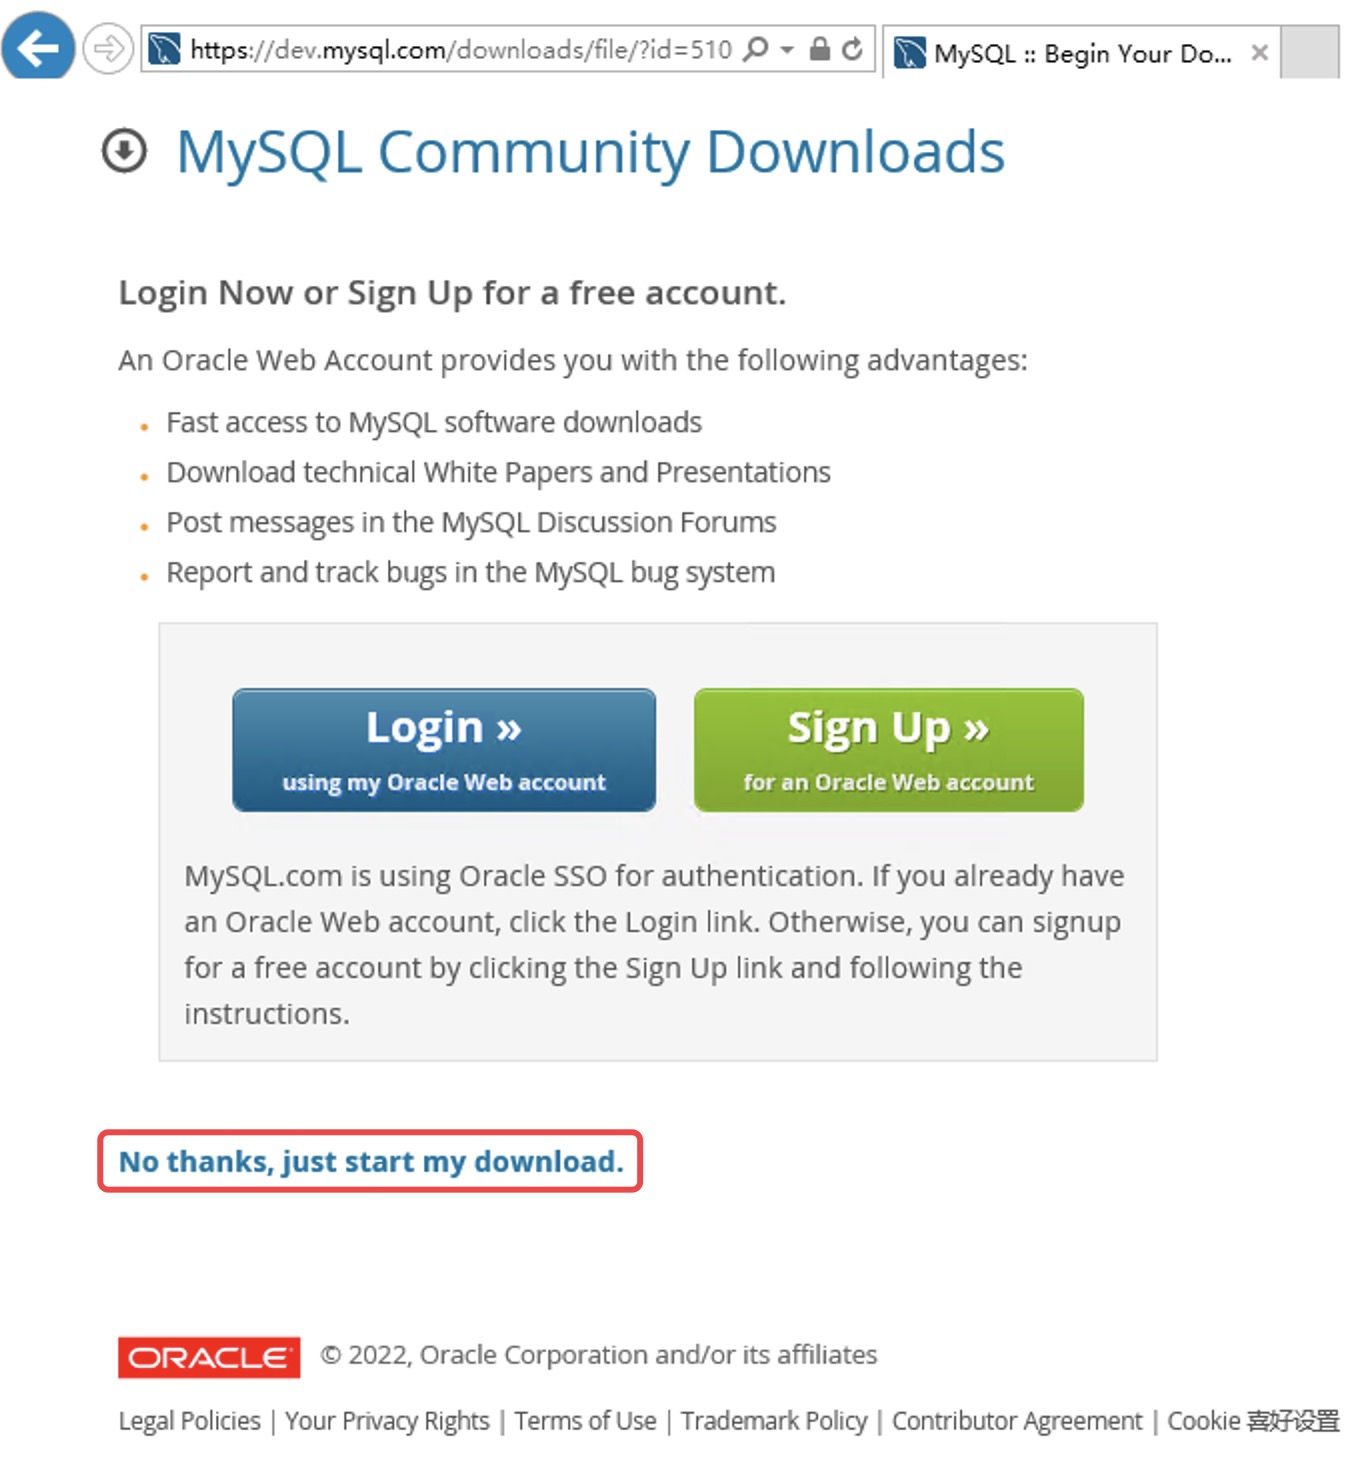 https://dev.mysql.com/downloads/file/?id=510
MySQL :: Begin Your Do...
MySQL Community Downloads
Login Now or Sign Up for a free account.
An Oracle Web Account provides you with the following advantages:
Fast access to MySQL software downloads
Download technical White Papers and Presentations
Post messages in the MySQL Discussion Forums
Report and track bugs in the MySQL bug system
Login »
using my Oracle Web account
Sign Up »
for an Oracle Web account
MySQL.com is using Oracle SSO for authentication. If you already have
an Oracle Web account, click the Login link. Otherwise, you can signup
for a free account by clicking the Sign Up link and following the
instructions.
No thanks, just start my download.
ORACLE © 2022, Oracle Corporation and/or its affiliates
Legal Policies | Your Privacy Rights | Terms of Use | Trademark Policy | Contributor Agreement | Cookie 喜好设置